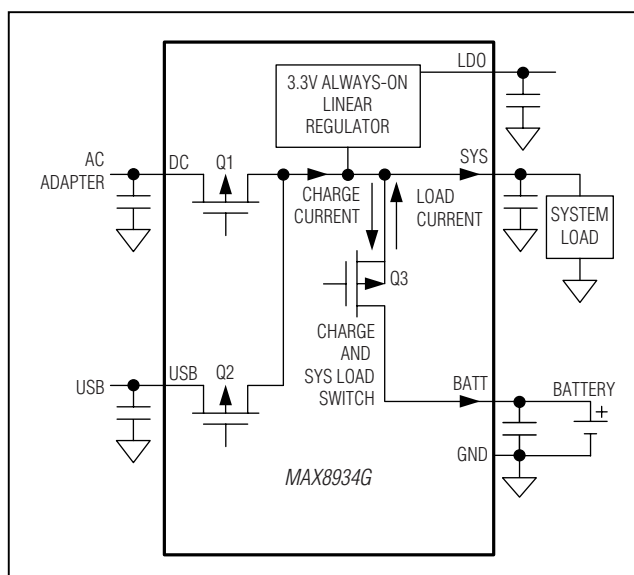 LDO
3.3V ALWAYS-ON
LINEAR
REGULATOR
AC
ADAPTER
DC
Q1
SYS
CHARGE
CURRENT
LOAD
CURRENT
SYSTEM
LOAD
Q3
CHARGE
AND
SYS LOAD
SWITCH
USB
USB
Q2
BATT
BATTERY
+
GND
MAX8934G